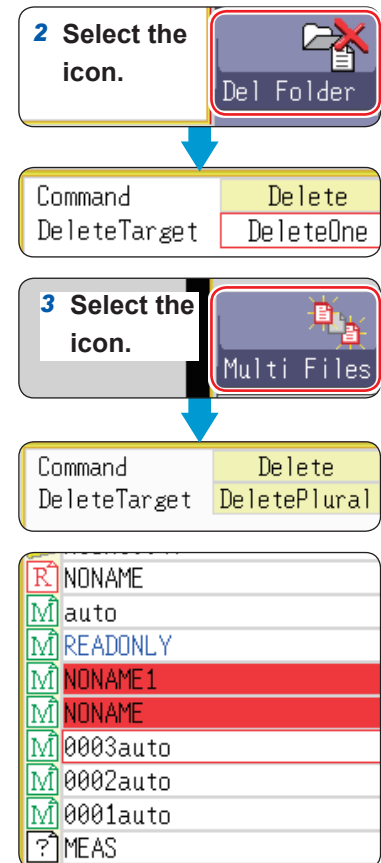 2 Select the
icon.
Del Folder
Command Delete
DeleteTarget DeleteOne
3 Select the
icon.
Multi Files
Command Delete
DeleteTarget DeletePlural
R NONAME
M auto
M READONLY
M NONAME1
M NONAME
M 0003auto
M 0002auto
M 0001auto
? MEAS